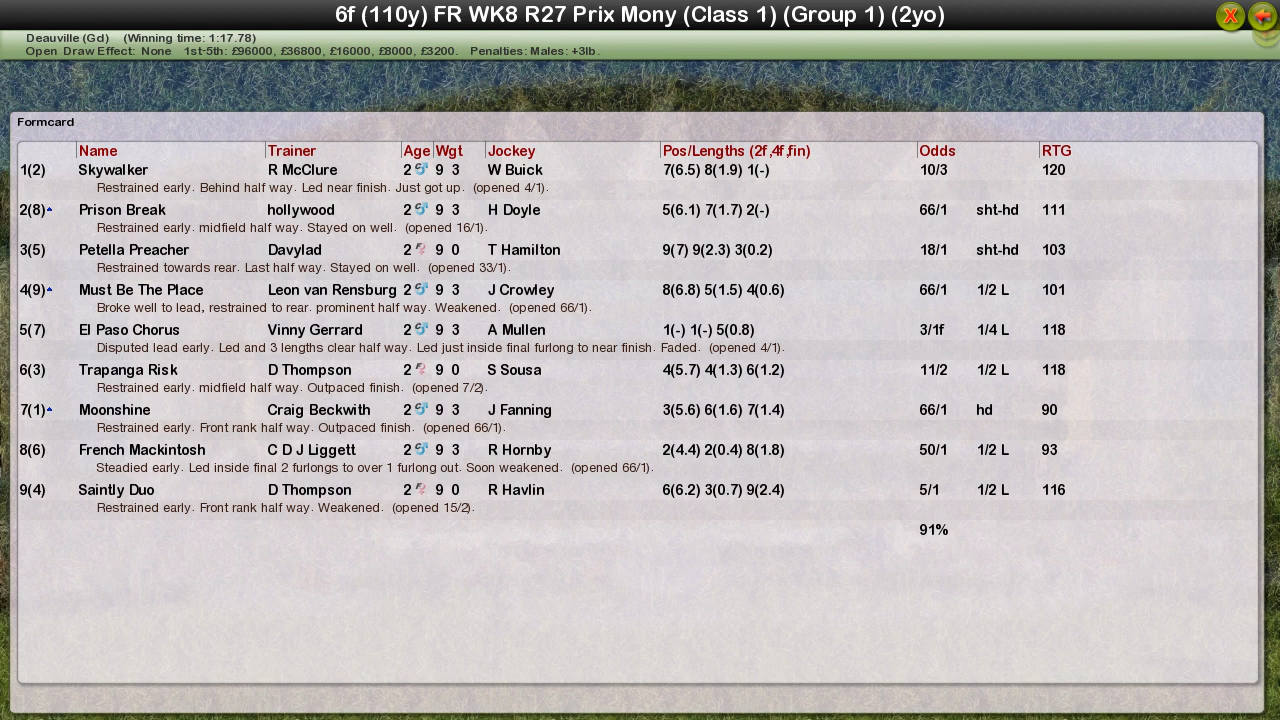 6f (110y) FR WK8 R27 Prix Mony (Class 1) (Group 1) (2yo)
Deauville (Gd) (Winning time: 1:17.78)
Open Draw Effect: None 1st-5th: £96000, £36800, £16000, £8000, £3200. Penalties: Males: +3lb.
Formcard
Name Trainer Age Wgt Jockey Pos/Lengths (2f,4f,fin) Odds RTG
1(2) Skywalker R McClure 2 9 3 W Buick 7(6.5) 8(1.9) 1(-) 10/3 120
Restrained early. Behind half way. Led near finish. Just got up. (opened 4/1).
2(8) Prison Break hollywood 2 9 3 H Doyle 5(6.1) 7(1.7) 2(-) 66/1 sht-hd 111
Restrained early. midfield half way. Stayed on well. (opened 16/1).
3(5) Petella Preacher Davylad 2 9 0 T Hamilton 9(7) 9(2.3) 3(0.2) 18/1 sht-hd 103
Restrained towards rear. Last half way. Stayed on well. (opened 33/1).
4(9) Must Be The Place Leon van Rensburg 2 9 3 J Crowley 8(6.8) 5(1.5) 4(0.6) 66/1 1/2 L 101
Broke well to lead, restrained to rear. prominent half way. Weakened. (opened 66/1).
5(7) El Paso Chorus Vinny Gerrard 2 9 3 A Mullen 1(-) 1(-) 5(0.8) 3/1f 1/4 L 118
Disputed lead early. Led and 3 lengths clear half way. Led just inside final furlong to near finish. Faded. (opened 4/1).
6(3) Trapanga Risk D Thompson 2 9 0 S Sousa 4(5.7) 4(1.3) 6(1.2) 11/2 1/2 L 118
Restrained early. midfield half way. Outpaced finish. (opened 7/2).
7(1) Moonshine Craig Beckwith 2 9 3 J Fanning 3(5.6) 6(1.6) 7(1.4) 66/1 hd 90
Restrained early. Front rank half way. Outpaced finish. (opened 66/1).
8(6) French Mackintosh C D J Liggett 2 9 3 R Hornby 2(4.4) 2(0.4) 8(1.8) 50/1 1/2 L 93
Steadied early. Led inside final 2 furlongs to over 1 furlong out. Soon weakened. (opened 66/1).
9(4) Saintly Duo D Thompson 2 9 0 R Havlin 6(6.2) 3(0.7) 9(2.4) 5/1 1/2 L 116
Restrained early. Front rank half way. Weakened. (opened 15/2).
91%